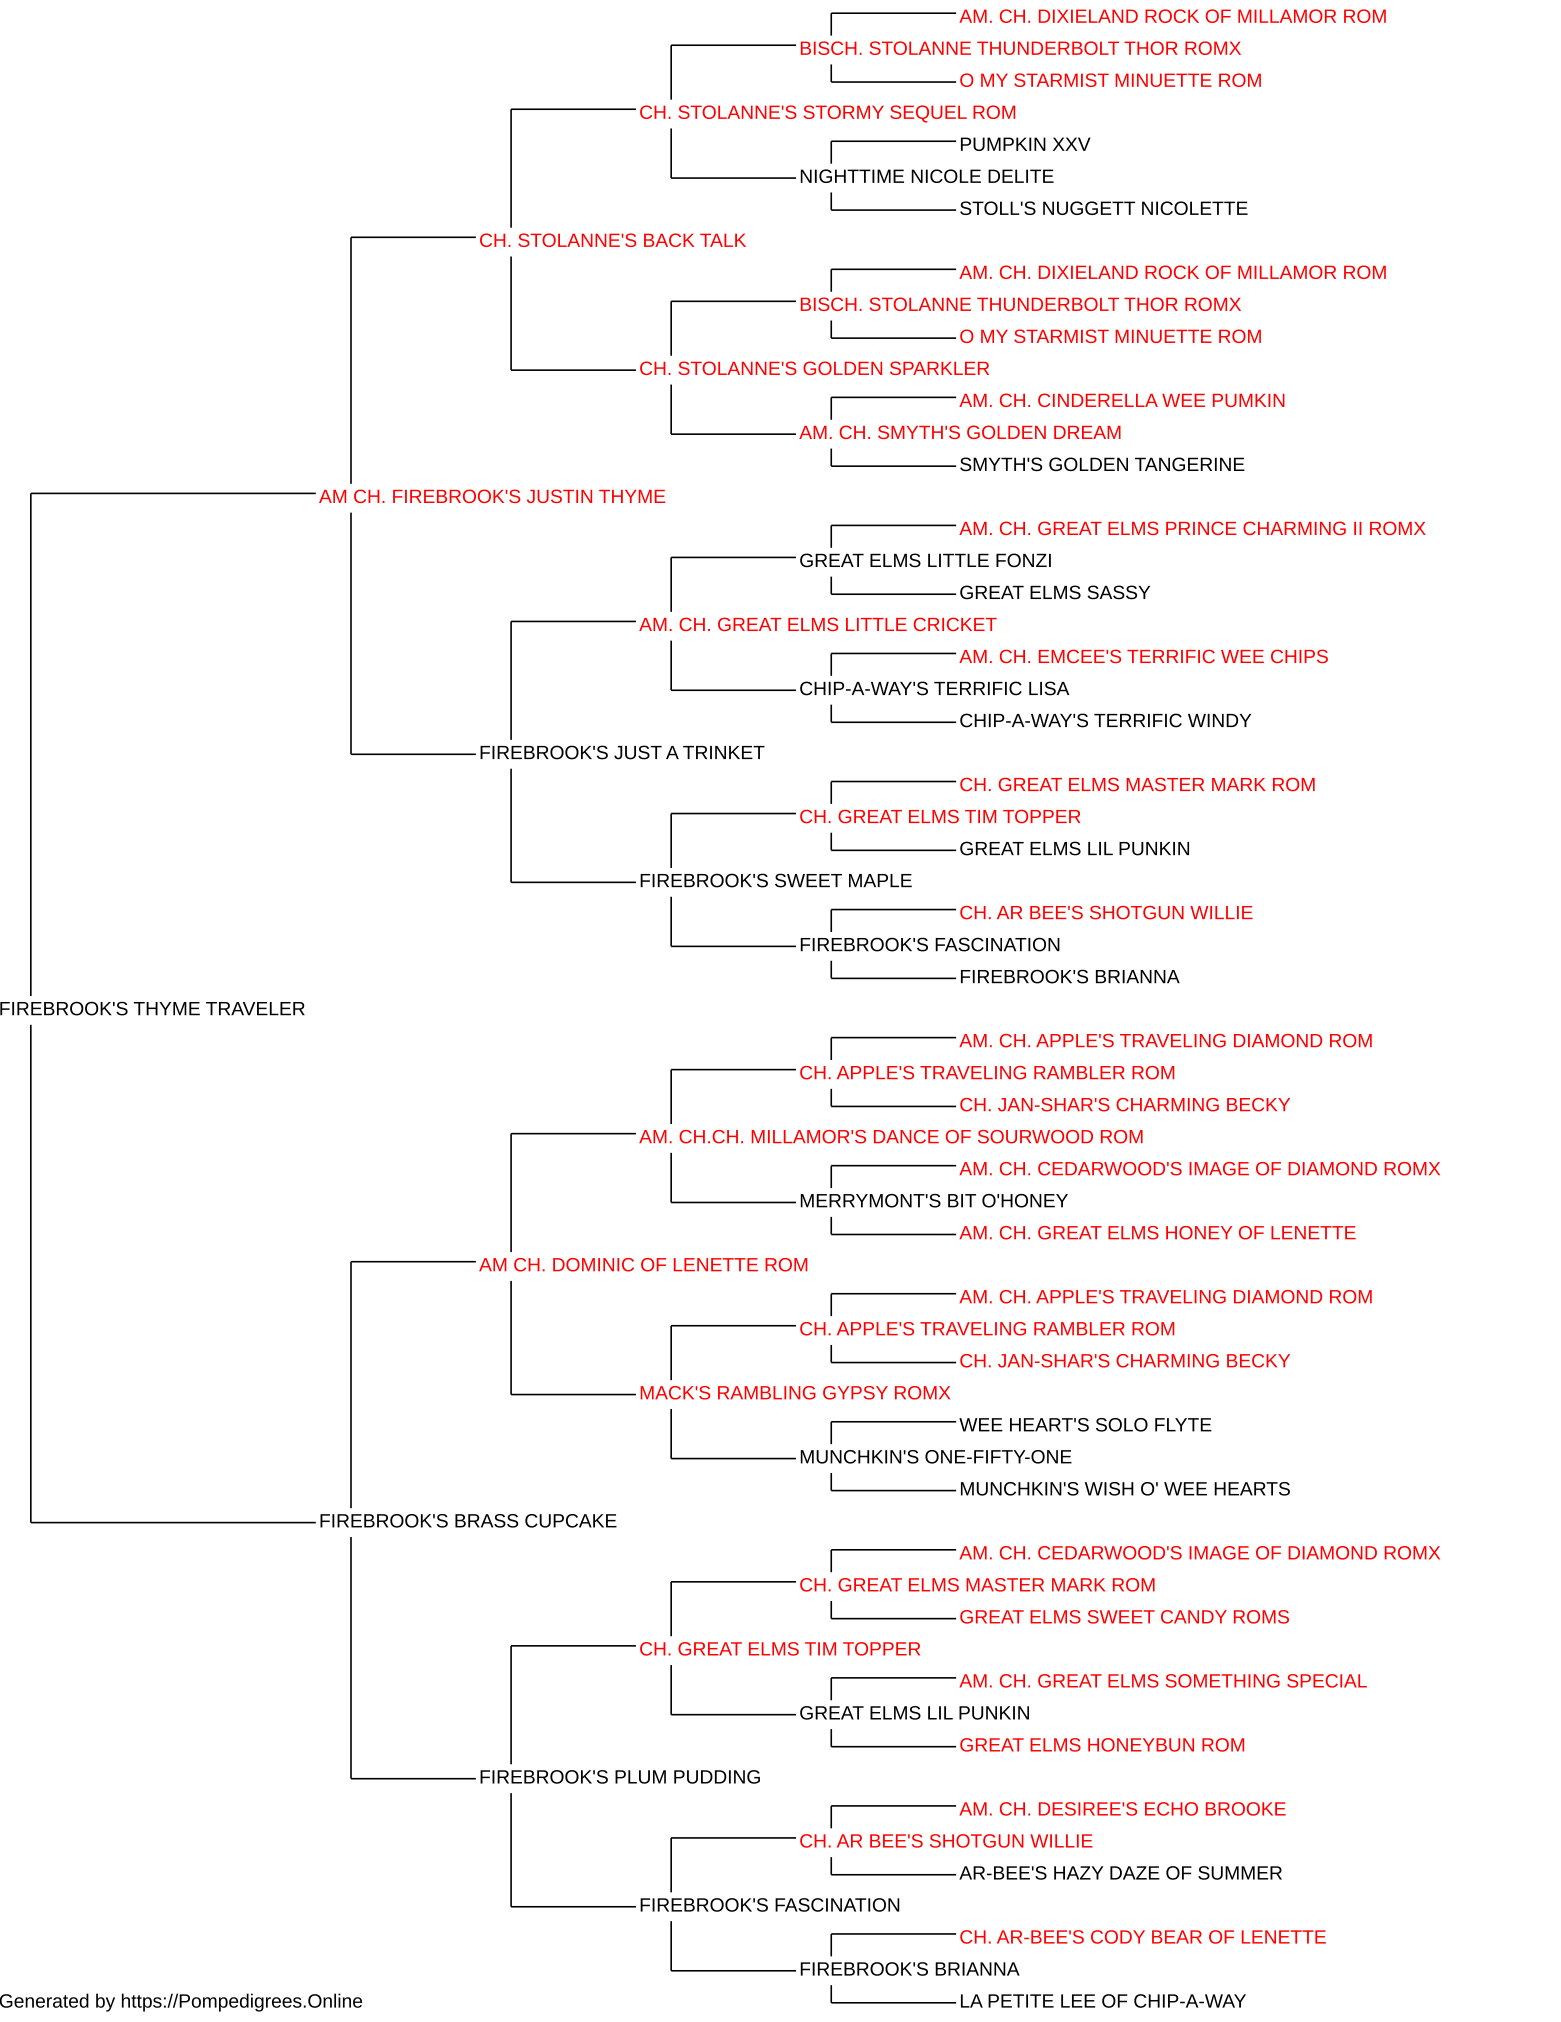 AM. CH. DIXIELAND ROCK OF MILLAMOR ROM
BISCH. STOLANNE THUNDERBOLT THOR ROMX
O MY STARMIST MINUETTE ROM
CH. STOLANNE'S STORMY SEQUEL ROM
PUMPKIN XXV
NIGHTTIME NICOLE DELITE
STOLL'S NUGGETT NICOLETTE
CH. STOLANNE'S BACK TALK
AM. CH. DIXIELAND ROCK OF MILLAMOR ROM
BISCH. STOLANNE THUNDERBOLT THOR ROMX
O MY STARMIST MINUETTE ROM
CH. STOLANNE'S GOLDEN SPARKLER
AM. CH. CINDERELLA WEE PUMKIN
AM. CH. SMYTH'S GOLDEN DREAM
SMYTH'S GOLDEN TANGERINE
AM CH. FIREBROOK'S JUSTIN THYME
AM. CH. GREAT ELMS PRINCE CHARMING II ROMX
GREAT ELMS LITTLE FONZI
GREAT ELMS SASSY
AM. CH. GREAT ELMS LITTLE CRICKET
AM. CH. EMCEE'S TERRIFIC WEE CHIPS
CHIP-A-WAY'S TERRIFIC LISA
CHIP-A-WAY'S TERRIFIC WINDY
FIREBROOK'S JUST A TRINKET
CH. GREAT ELMS MASTER MARK ROM
CH. GREAT ELMS TIM TOPPER
GREAT ELMS LIL PUNKIN
FIREBROOK'S SWEET MAPLE
CH. AR BEE'S SHOTGUN WILLIE
FIREBROOK'S FASCINATION
FIREBROOK'S BRIANNA
FIREBROOK'S THYME TRAVELER
AM. CH. APPLE'S TRAVELING DIAMOND ROM
CH. APPLE'S TRAVELING RAMBLER ROM
CH. JAN-SHAR'S CHARMING BECKY
AM. CH.CH. MILLAMOR'S DANCE OF SOURWOOD ROM
AM. CH. CEDARWOOD'S IMAGE OF DIAMOND ROMX
MERRYMONT'S BIT O'HONEY
AM. CH. GREAT ELMS HONEY OF LENETTE
AM CH. DOMINIC OF LENETTE ROM
AM. CH. APPLE'S TRAVELING DIAMOND ROM
CH. APPLE'S TRAVELING RAMBLER ROM
CH. JAN-SHAR'S CHARMING BECKY
MACK'S RAMBLING GYPSY ROMX
WEE HEART'S SOLO FLYTE
MUNCHKIN'S ONE-FIFTY-ONE
MUNCHKIN'S WISH O' WEE HEARTS
FIREBROOK'S BRASS CUPCAKE
AM. CH. CEDARWOOD'S IMAGE OF DIAMOND ROMX
CH. GREAT ELMS MASTER MARK ROM
GREAT ELMS SWEET CANDY ROMS
CH. GREAT ELMS TIM TOPPER
AM. CH. GREAT ELMS SOMETHING SPECIAL
GREAT ELMS LIL PUNKIN
GREAT ELMS HONEYBUN ROM
FIREBROOK'S PLUM PUDDING
AM. CH. DESIREE'S ECHO BROOKE
CH. AR BEE'S SHOTGUN WILLIE
AR-BEE'S HAZY DAZE OF SUMMER
FIREBROOK'S FASCINATION
CH. AR-BEE'S CODY BEAR OF LENETTE
FIREBROOK'S BRIANNA
LA PETITE LEE OF CHIP-A-WAY
Generated by https://Pompedigrees.Online